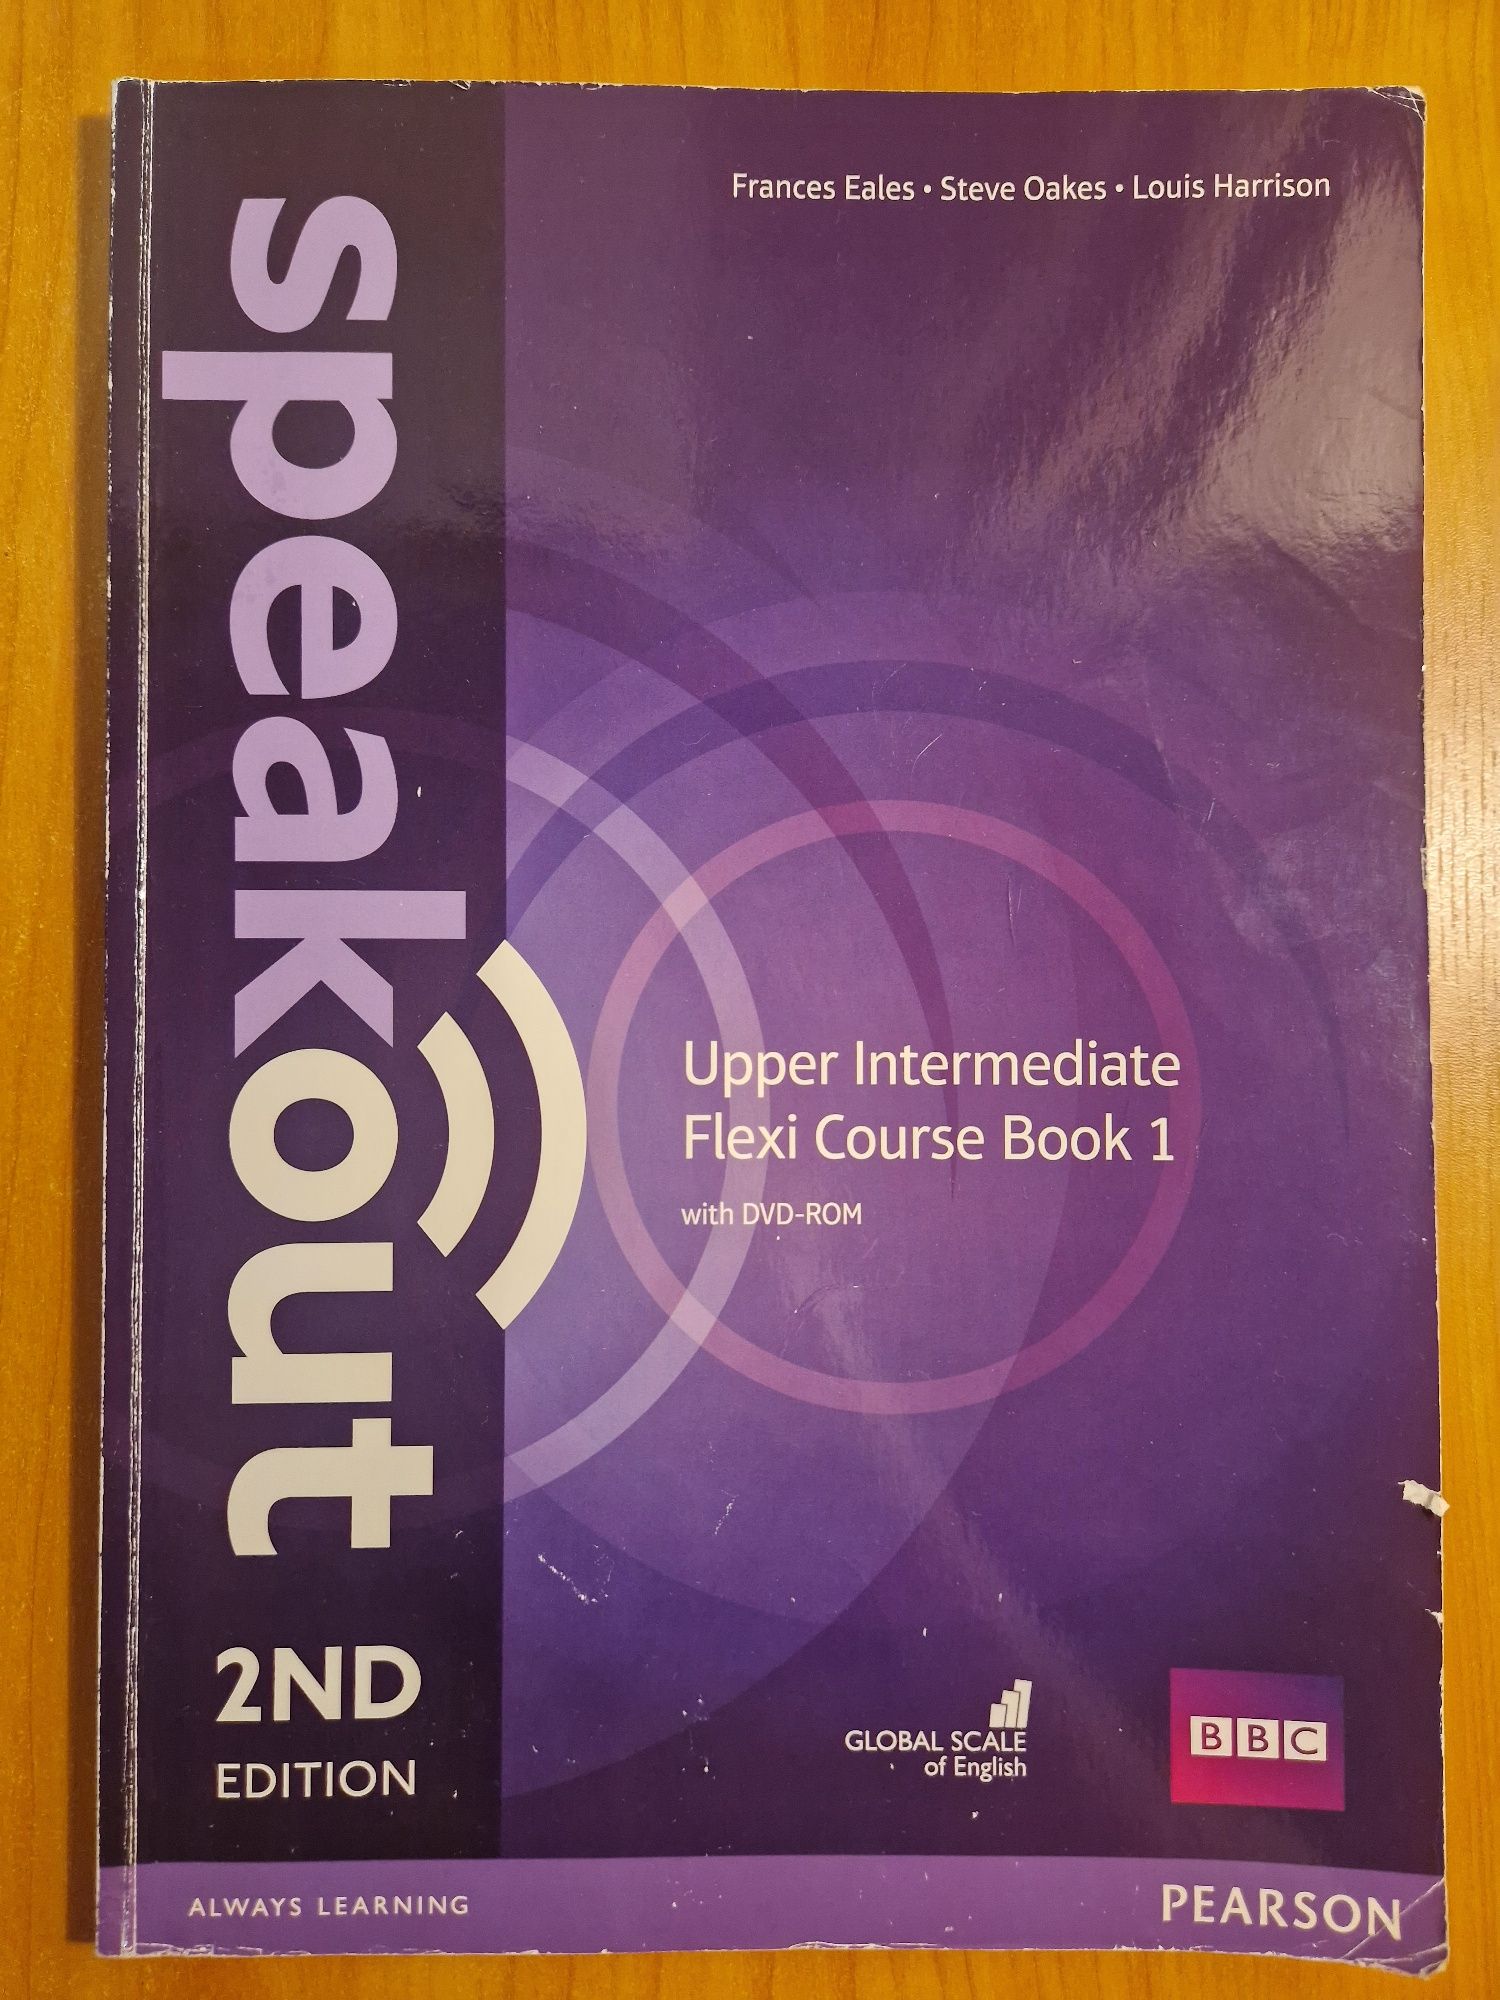 Frances Eales • Steve Oakes • Louis Harrison
speakout
Upper Intermediate
Flexi Course Book 1
with DVD-ROM
2ND
EDITION
GLOBAL SCALE
of English
BBC
ALWAYS LEARNING
PEARSON